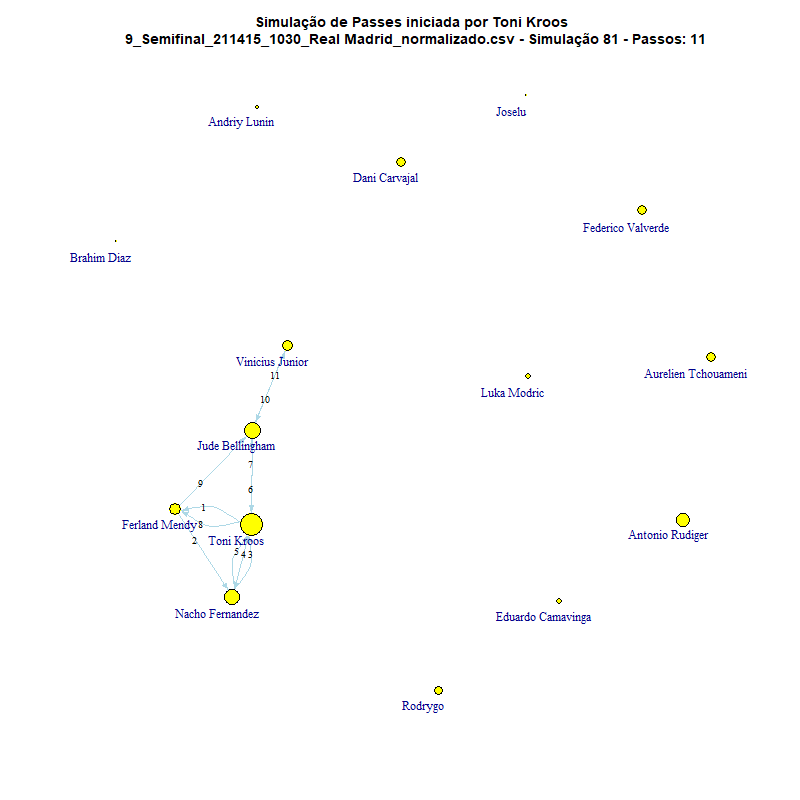 Simulação de Passes iniciada por Toni Kroos
9_Semifinal_211415_1030_Real Madrid_normalizado.csv - Simulação 81 - Passos: 11
Joselu
Andriy Lunin
Dani Carvajal
Federico Valverde
Brahim Diaz
Vinicius Junior
Aurelien Tchouameni
11
Luka Modric
10
Jude Bellingham
7
9
6
1
Ferland Mendy
8
Antonio Rudiger
2
Toni Kroos
5
4
3
Nacho Fernandez
Eduardo Camavinga
Rodrygo